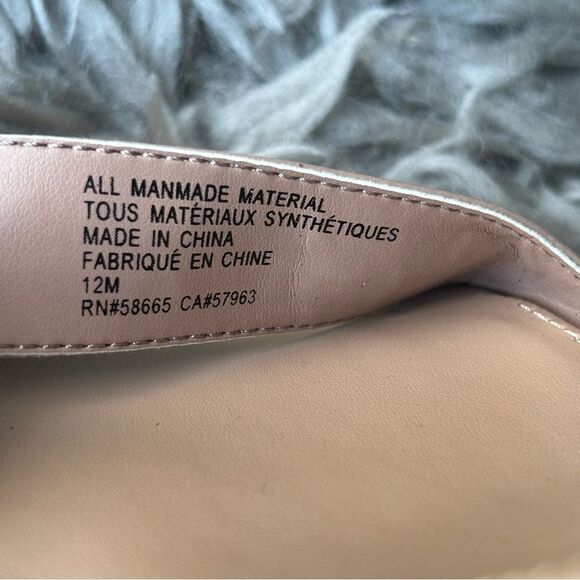 ALL MANMADE MATERIAL
TOUS MATÉRIAUX SYNTHÉTIQUES
MADE IN CHINA
FABRIQUÉ EN CHINE
12M
RN#58665 CA#57963